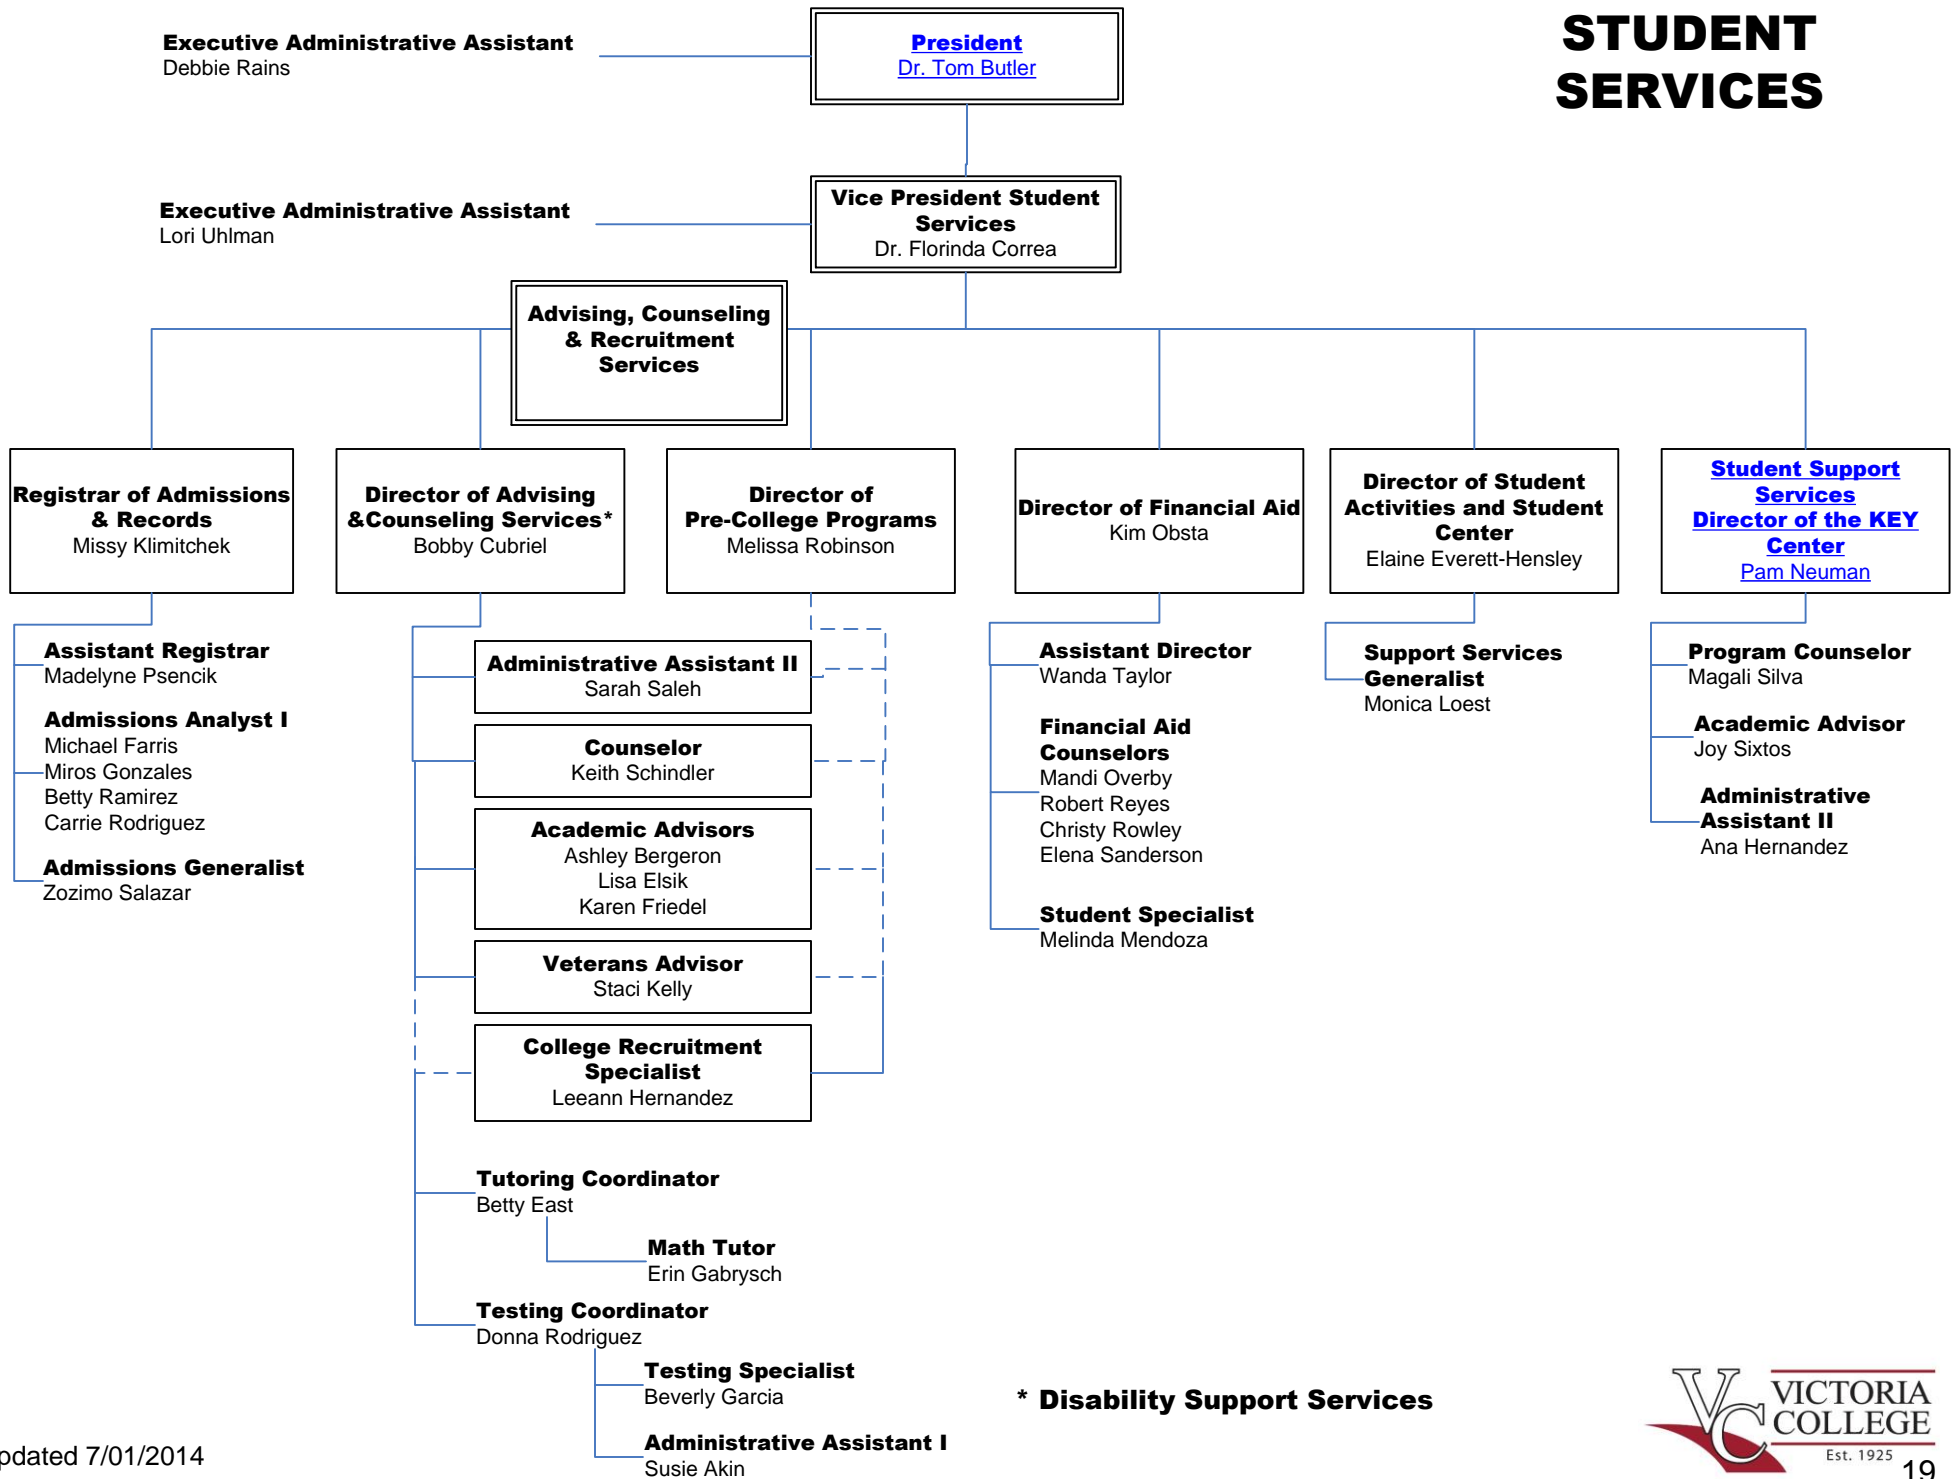 STUDENT
SERVICES
Executive Administrative Assistant
Debbie Rains
President
Dr. Tom Butler
Executive Administrative Assistant
Lori Uhlman
Vice President Student
Services
Dr. Florinda Correa
Advising, Counseling
& Recruitment
Services
Registrar of Admissions
& Records
Missy Klimitchek
Director of Advising
&Counseling Services*
Bobby Cubriel
Director of
Pre-College Programs
Melissa Robinson
Director of Financial Aid
Kim Obsta
Director of Student
Activities and Student
Center
Elaine Everett-Hensley
Student Support
Services
Director of the KEY
Center
Pam Neuman
Assistant Registrar
Madelyne Psencik
Admissions Analyst I
Michael Farris
Miros Gonzales
Betty Ramirez
Carrie Rodriguez
Admissions Generalist
Zozimo Salazar
Administrative Assistant II
Sarah Saleh
Counselor
Keith Schindler
Academic Advisors
Ashley Bergeron
Lisa Elsik
Karen Friedel
Veterans Advisor
Staci Kelly
College Recruitment
Specialist
Leeann Hernandez
Tutoring Coordinator
Betty East
Math Tutor
Erin Gabrysch
Testing Coordinator
Donna Rodriguez
Testing Specialist
Beverly Garcia
Administrative Assistant I
Susie Akin
Assistant Director
Wanda Taylor
Financial Aid
Counselors
Mandi Overby
Robert Reyes
Christy Rowley
Elena Sanderson
Student Specialist
Melinda Mendoza
Support Services
Generalist
Monica Loest
Program Counselor
Magali Silva
Academic Advisor
Joy Sixtos
Administrative
Assistant II
Ana Hernandez
* Disability Support Services
pdated 7/01/2014
VC
VICTORIA
COLLEGE
Est. 1925
19